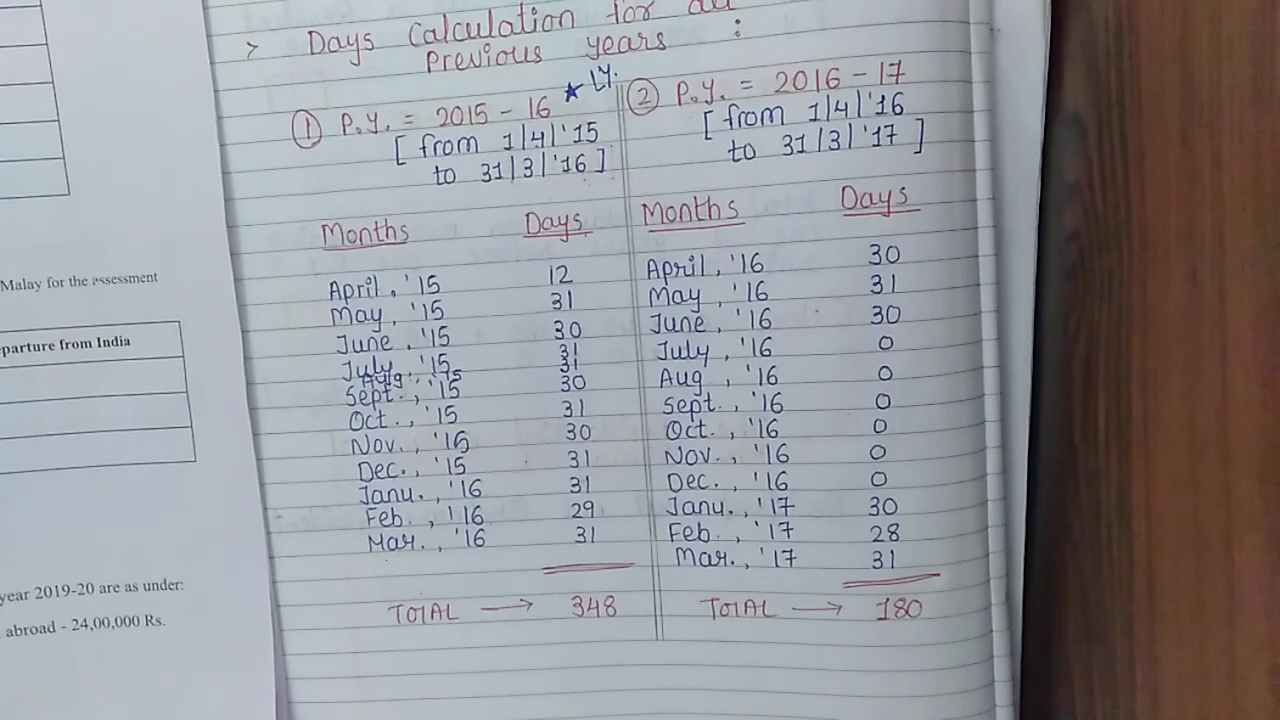 > Days Calculation for all
previous years :
① P.Y. = 2015 - 16 ★ LY.
[ from 1/4/'15
to 31/3/'16 ]
Months Days
April, '15 12
May, '15 31
June, '15 30
July, '15 31
Aug., '15 31
Sept., '15 30
Oct., '15 31
Nov., '15 30
Dec., '15 31
Janu., '16 31
Feb., '16 29
Mar., '16 31
TOTAL → 348
② P.Y. = 2016 - 17
[ from 1/4/'16
to 31/3/'17 ]
Months Days
April, '16 30
May, '16 31
June, '16 30
July, '16 0
Aug, '16 0
Sept., '16 0
Oct., '16 0
Nov., '16 0
Dec., '16 0
Janu., '17 30
Feb., '17 28
Mar., '17 31
TOTAL → 180
Malay for the assessment
eparture from India
year 2019-20 are as under:
abroad - 24,00,000 Rs.